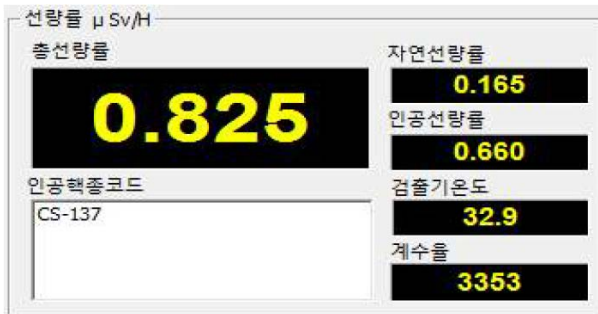 선량률 μ Sv/H
총선량률
0.825
자연선량률
0.165
인공선량률
0.660
인공핵종코드
CS-137
검출기온도
32.9
계수율
3353